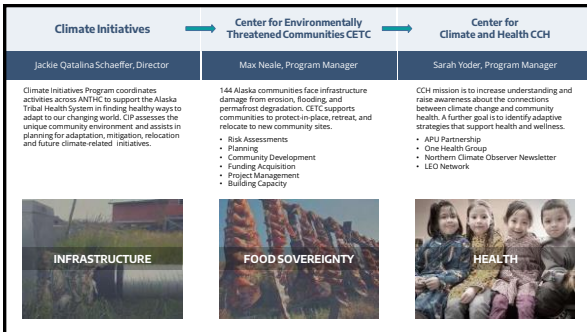 Climate Initiatives
Center for Environmentally
Threatened Communities CETC
Center for
Climate and Health CCH
Jackie Qatalina Schaeffer, Director
Max Neale, Program Manager
Sarah Yoder, Program Manager
Climate Initiatives Program coordinates
activities across ANTHC to support the Alaska
Tribal Health System in finding healthy ways to
adapt to our changing world. CIP assesses the
unique community environment and assists in
planning for adaptation, mitigation, relocation
and future climate-related initiatives.
144 Alaska communities face infrastructure
damage from erosion, flooding, and
permafrost degradation. CETC supports
communities to protect-in-place, retreat, and
relocate to new community sites.
• Risk Assessments
• Planning
• Community Development
• Funding Acquisition
• Project Management
• Building Capacity
CCH mission is to increase understanding and
raise awareness about the connections
between climate change and community
health. A further goal is to identify adaptive
strategies that support health and wellness.
• APU Partnership
• One Health Group
• Northern Climate Observer Newsletter
• LEO Network
INFRASTRUCTURE
FOOD SOVEREIGNTY
HEALTH